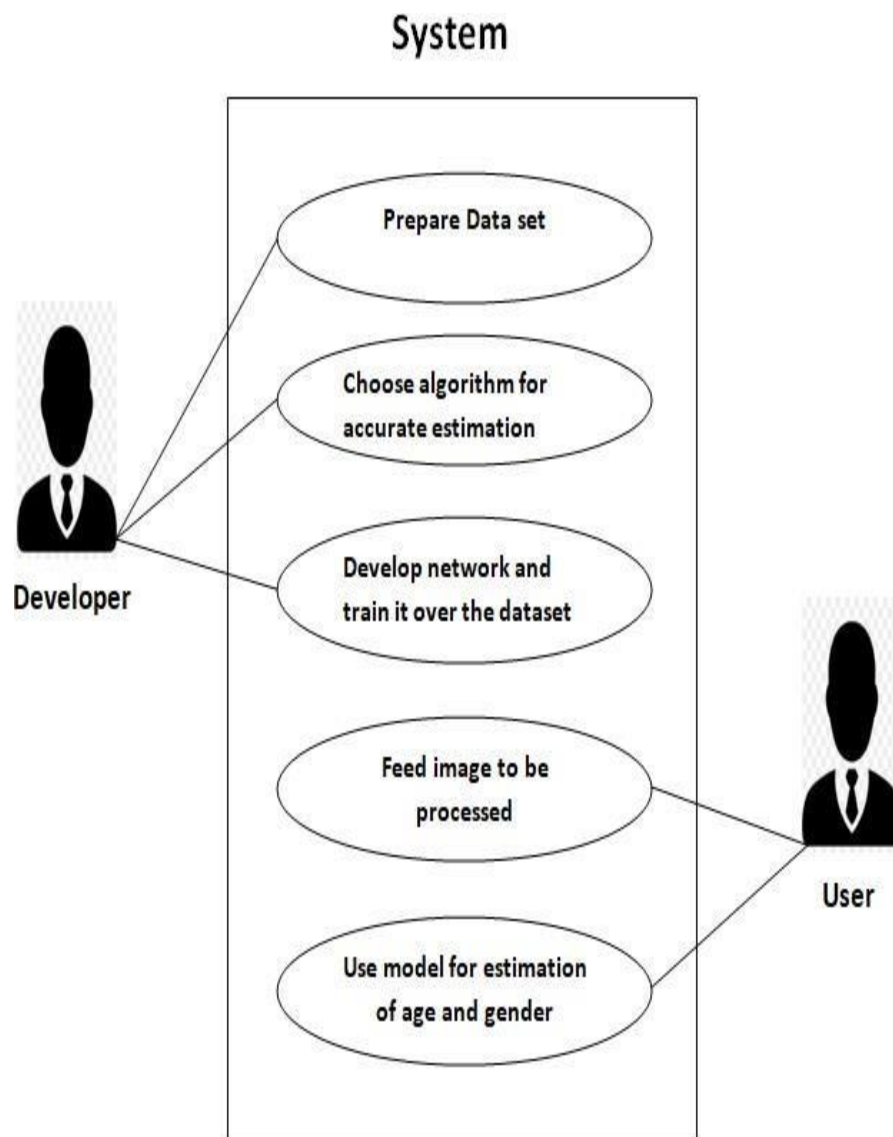 System
Prepare Data set
Choose algorithm for
accurate estimation
Develop network and
train it over the dataset
Developer
Feed image to be
processed
User
Use model for estimation
of age and gender